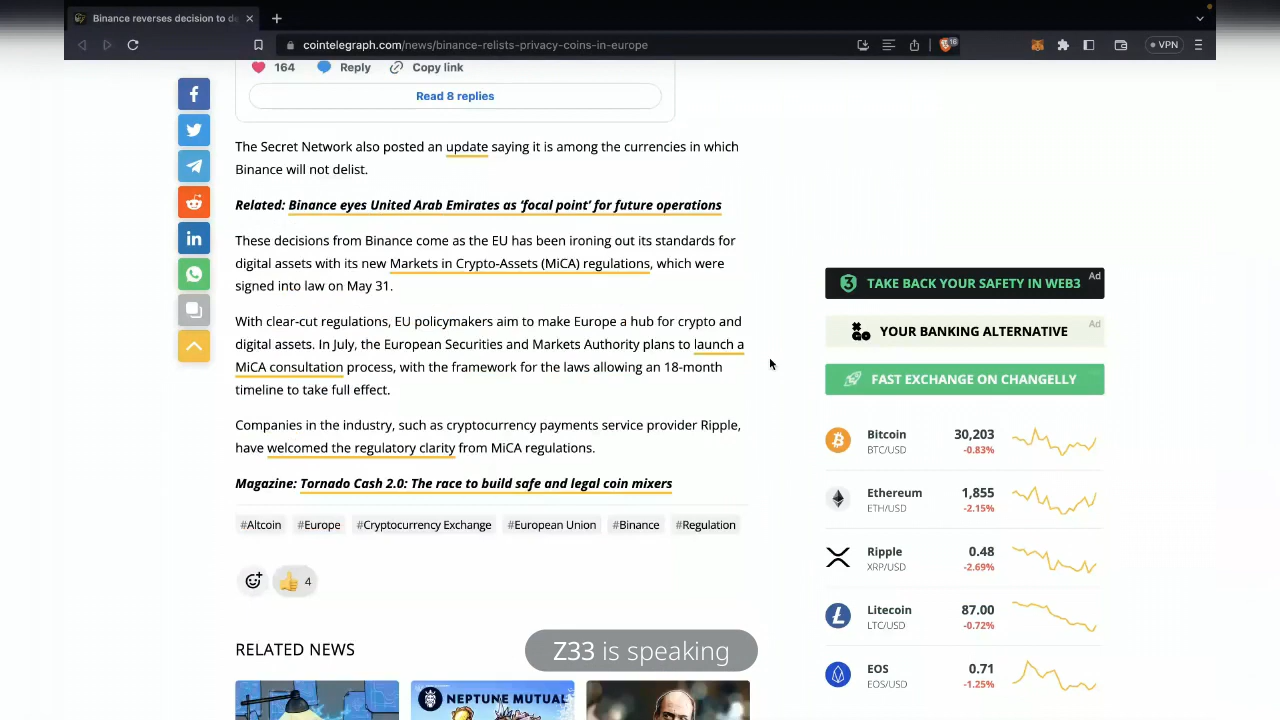 Binance reverses decision to de
cointelegraph.com/news/binance-relists-privacy-coins-in-europe
16
VPN
164 Reply Copy link
Read 8 replies
The Secret Network also posted an update saying it is among the currencies in which
Binance will not delist.
Related: Binance eyes United Arab Emirates as ‘focal point’ for future operations
These decisions from Binance come as the EU has been ironing out its standards for
digital assets with its new Markets in Crypto-Assets (MiCA) regulations, which were
signed into law on May 31.
With clear-cut regulations, EU policymakers aim to make Europe a hub for crypto and
digital assets. In July, the European Securities and Markets Authority plans to launch a
MiCA consultation process, with the framework for the laws allowing an 18-month
timeline to take full effect.
Companies in the industry, such as cryptocurrency payments service provider Ripple,
have welcomed the regulatory clarity from MiCA regulations.
Magazine: Tornado Cash 2.0: The race to build safe and legal coin mixers
#Altcoin #Europe #Cryptocurrency Exchange #European Union #Binance #Regulation
4
RELATED NEWS
Z33 is speaking
NEPTUNE MUTUAL
TAKE BACK YOUR SAFETY IN WEB3 Ad
YOUR BANKING ALTERNATIVE Ad
FAST EXCHANGE ON CHANGELLY
Bitcoin 30,203
BTC/USD -0.83%
Ethereum 1,855
ETH/USD -2.15%
Ripple 0.48
XRP/USD -2.69%
Litecoin 87.00
LTC/USD -0.72%
EOS 0.71
EOS/USD -1.25%